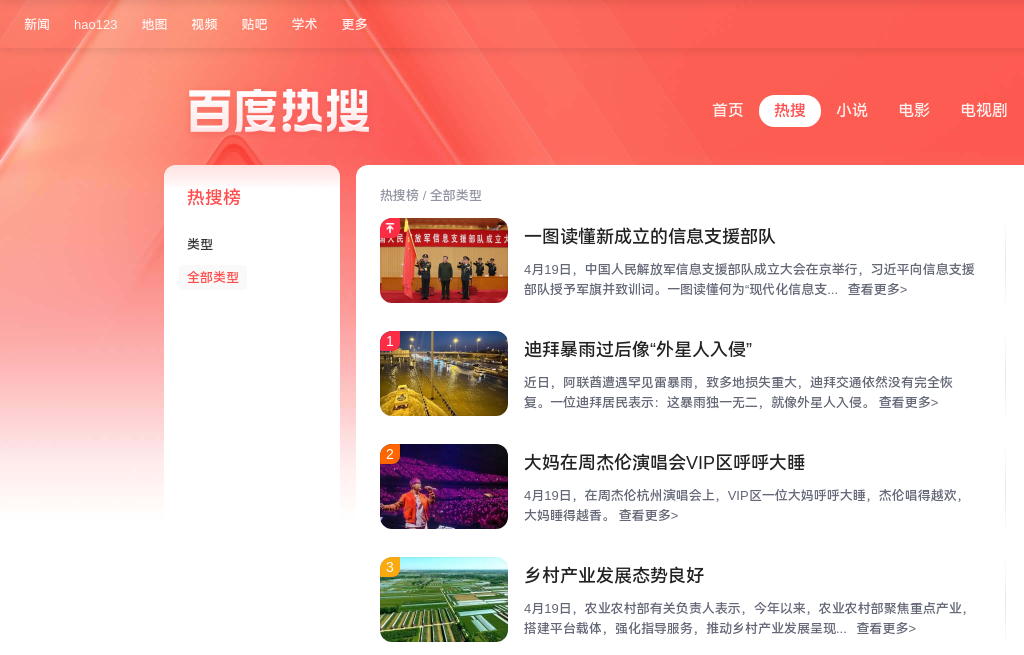 新闻 hao123 地图 视频 贴吧 学术 更多
百度热搜
首页 热搜 小说 电影 电视剧
热搜榜
类型
全部类型
热搜榜 / 全部类型
一图读懂新成立的信息支援部队
4月19日，中国人民解放军信息支援部队成立大会在京举行，习近平向信息支援
部队授予军旗并致训词。一图读懂何为“现代化信息支... 查看更多>
1
迪拜暴雨过后像“外星人入侵”
近日，阿联酋遭遇罕见雷暴雨，致多地损失重大，迪拜交通依然没有完全恢
复。一位迪拜居民表示：这暴雨独一无二，就像外星人入侵。 查看更多>
2
大妈在周杰伦演唱会VIP区呼呼大睡
4月19日，在周杰伦杭州演唱会上，VIP区一位大妈呼呼大睡，杰伦唱得越欢，
大妈睡得越香。 查看更多>
3
乡村产业发展态势良好
4月19日，农业农村部有关负责人表示，今年以来，农业农村部聚焦重点产业，
搭建平台载体，强化指导服务，推动乡村产业发展呈现... 查看更多>